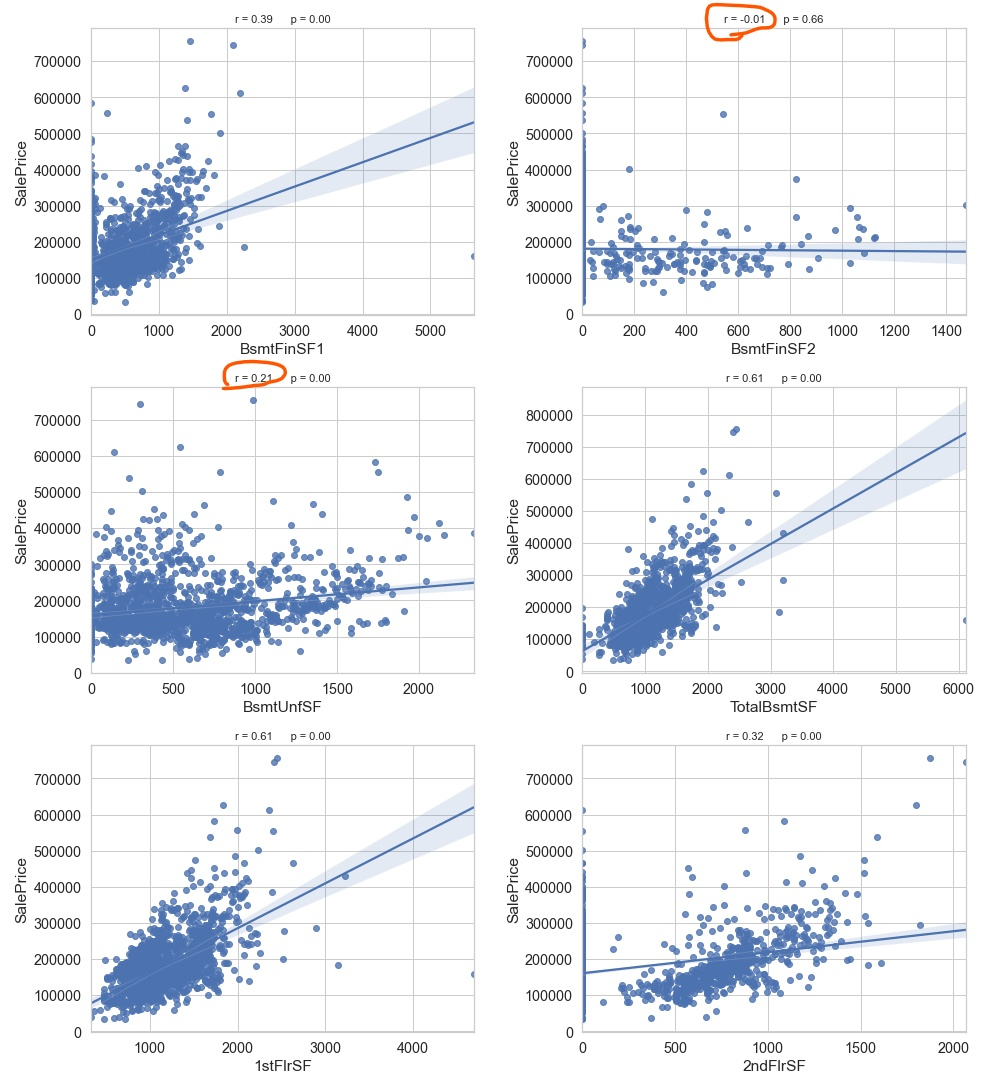 r = 0.39 p = 0.00
SalePrice
700000
600000
500000
400000
300000
200000
100000
0
0 1000 2000 3000 4000 5000
BsmtFinSF1
r = -0.01 p = 0.66
SalePrice
700000
600000
500000
400000
300000
200000
100000
0
0 200 400 600 800 1000 1200 1400
BsmtFinSF2
r = 0.21 p = 0.00
SalePrice
700000
600000
500000
400000
300000
200000
100000
0
0 500 1000 1500 2000
BsmtUnfSF
r = 0.61 p = 0.00
SalePrice
800000
700000
600000
500000
400000
300000
200000
100000
0
0 1000 2000 3000 4000 5000 6000
TotalBsmtSF
r = 0.61 p = 0.00
SalePrice
700000
600000
500000
400000
300000
200000
100000
0
1000 2000 3000 4000
1stFlrSF
r = 0.32 p = 0.00
SalePrice
700000
600000
500000
400000
300000
200000
100000
0
0 500 1000 1500 2000
2ndFlrSF